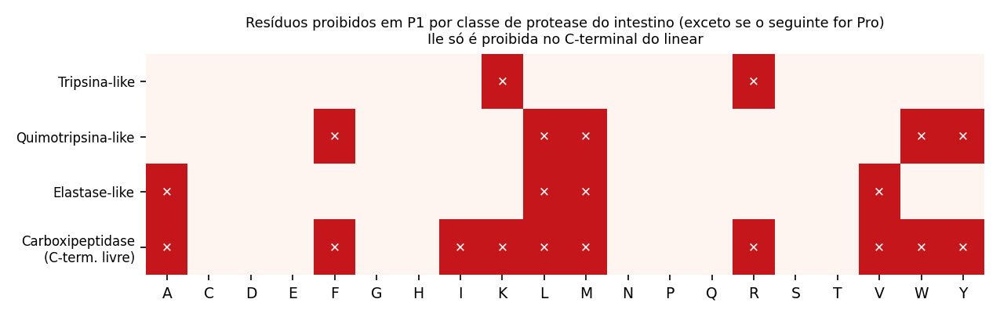 Resíduos proibidos em P1 por classe de protease do intestino (exceto se o seguinte for Pro)
Ile só é proibida no C-terminal do linear
Tripsina-like
× ×
Quimotripsina-like
× × × × ×
Elastase-like
× × × ×
Carboxipeptidase
(C-term. livre)
× × × × × × × × × ×
A C D E F G H I K L M N P Q R S T V W Y